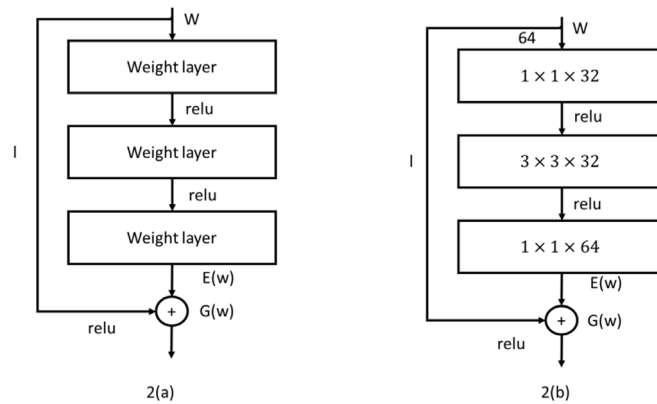 W
Weight layer
relu
Weight layer
relu
Weight layer
I
E(w)
+
G(w)
relu
2(a)
W
64
1 × 1 × 32
relu
3 × 3 × 32
relu
1 × 1 × 64
I
E(w)
+
G(w)
relu
2(b)